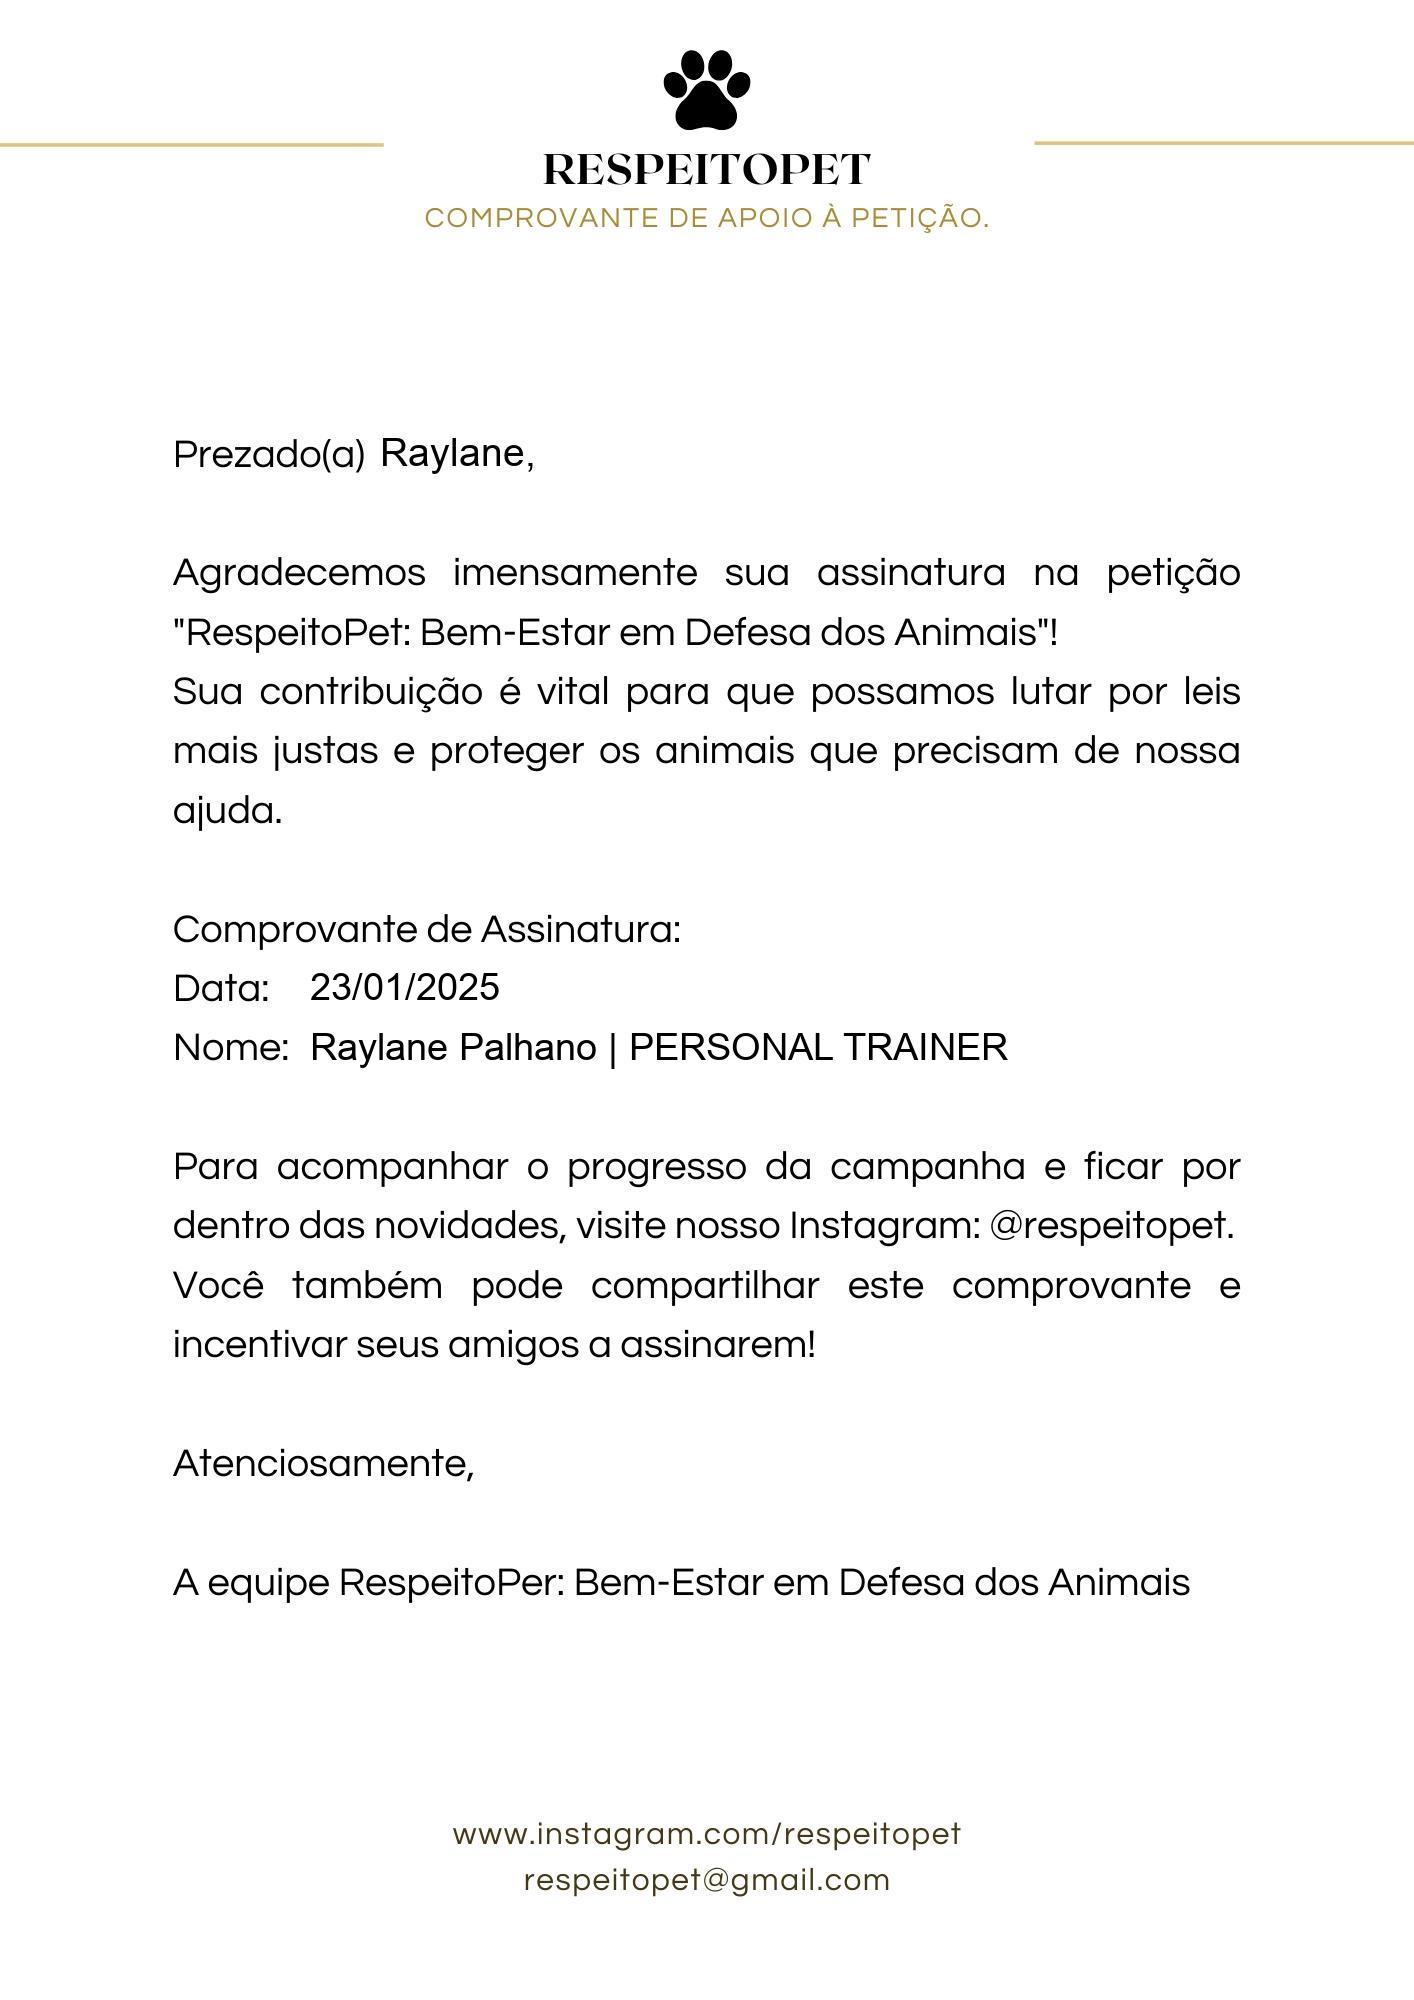 RESPEITOPET
COMPROVANTE DE APOIO À PETIÇÃO.
Prezado(a) Raylane,
Agradecemos imensamente sua assinatura na petição
"RespeitoPet: Bem-Estar em Defesa dos Animais"!
Sua contribuição é vital para que possamos lutar por leis
mais justas e proteger os animais que precisam de nossa
ajuda.
Comprovante de Assinatura:
Data: 23/01/2025
Nome: Raylane Palhano | PERSONAL TRAINER
Para acompanhar o progresso da campanha e ficar por
dentro das novidades, visite nosso Instagram: @respeitopet.
Você também pode compartilhar este comprovante e
incentivar seus amigos a assinarem!
Atenciosamente,
A equipe RespeitoPer: Bem-Estar em Defesa dos Animais
www.instagram.com/respeitopet
respeitopet@gmail.com